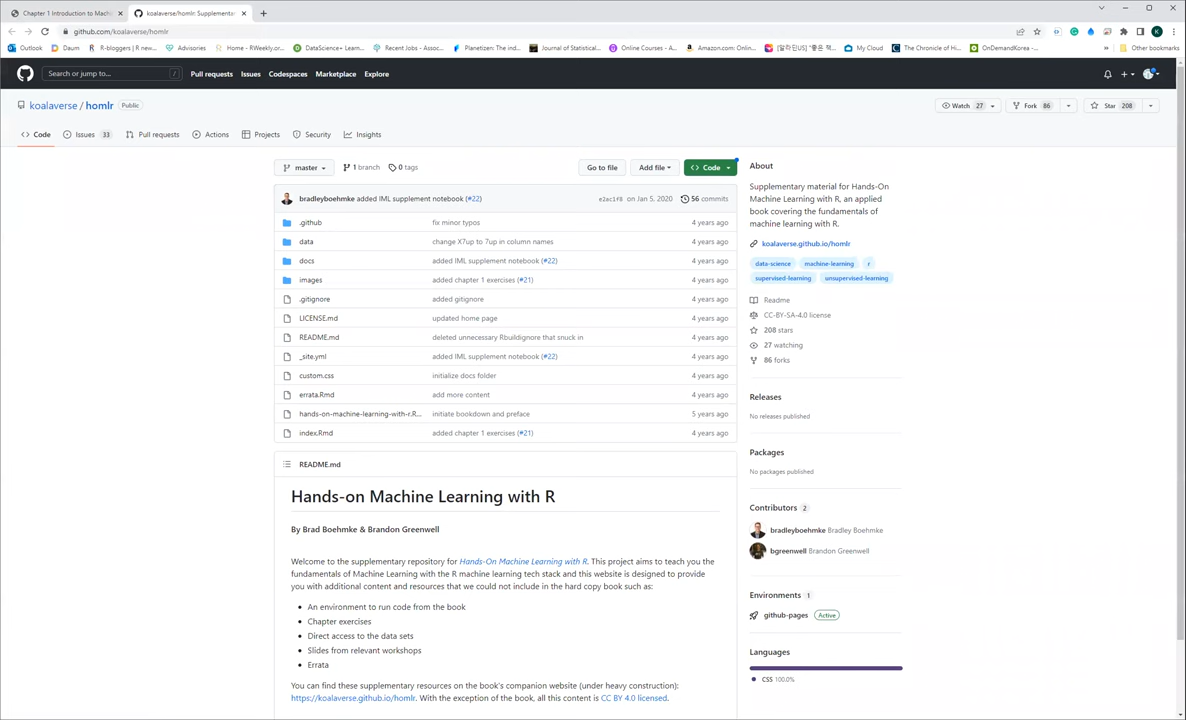 Chapter 1 Introduction to Machi
koalaverse/homlr: Supplementar
github.com/koalaverse/homlr
Outlook
Daum
R-bloggers | R new...
Advisories
Home - RWeekly.or...
DataScience+ Learn...
Recent Jobs - Assoc...
Planetizen: The ind...
Journal of Statistical...
Online Courses - A...
Amazon.com: Onlin...
My Cloud
The Chronicle of Hi...
OnDemandKorea -...
Other bookmarks
Search or jump to... /
Pull requests
Issues
Codespaces
Marketplace
Explore
koalaverse / homlr Public
Watch 27
Fork 86
Star 208
Code
Issues 33
Pull requests
Actions
Projects
Security
Insights
master
1 branch
0 tags
Go to file
Add file
Code
bradleyboehmke added IML supplement notebook (#22) e2ac1f8 on Jan 5, 2020 56 commits
.github fix minor typos 4 years ago
data change X7up to 7up in column names 4 years ago
docs added IML supplement notebook (#22) 4 years ago
images added chapter 1 exercises (#21) 4 years ago
.gitignore added gitignore 4 years ago
LICENSE.md updated home page 4 years ago
README.md deleted unnecessary Rbuildignore that snuck in 4 years ago
_site.yml added IML supplement notebook (#22) 4 years ago
custom.css initialize docs folder 4 years ago
errata.Rmd add more content 4 years ago
hands-on-machine-learning-with-r.R... initiate bookdown and preface 5 years ago
index.Rmd added chapter 1 exercises (#21) 4 years ago
README.md
Hands-on Machine Learning with R
By Brad Boehmke & Brandon Greenwell
Welcome to the supplementary repository for Hands-On Machine Learning with R. This project aims to teach you the
fundamentals of Machine Learning with the R machine learning tech stack and this website is designed to provide
you with additional content and resources that we could not include in the hard copy book such as:
• An environment to run code from the book
• Chapter exercises
• Direct access to the data sets
• Slides from relevant workshops
• Errata
You can find these supplementary resources on the book's companion website (under heavy construction):
https://koalaverse.github.io/homlr. With the exception of the book, all this content is CC BY 4.0 licensed.
About
Supplementary material for Hands-On
Machine Learning with R, an applied
book covering the fundamentals of
machine learning with R.
koalaverse.github.io/homlr
data-science machine-learning r
supervised-learning unsupervised-learning
Readme
CC-BY-SA-4.0 license
208 stars
27 watching
86 forks
Releases
No releases published
Packages
No packages published
Contributors 2
bradleyboehmke Bradley Boehmke
bgreenwell Brandon Greenwell
Environments 1
github-pages Active
Languages
CSS 100.0%